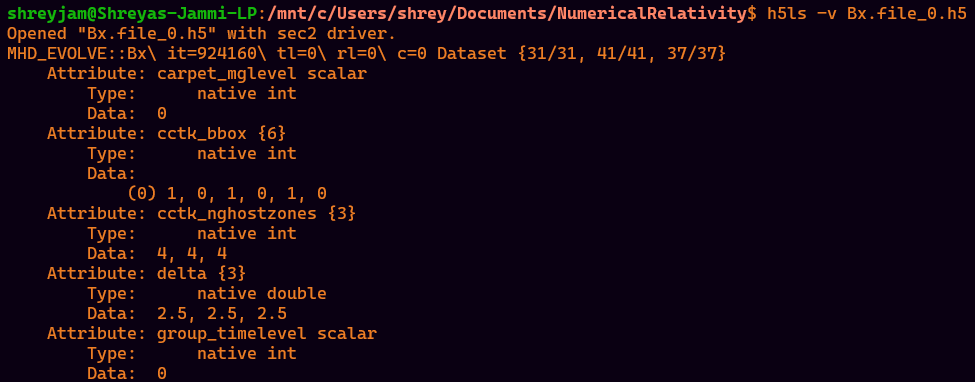 shreyjam@Shreyas-Jammi-LP:/mnt/c/Users/shrey/Documents/NumericalRelativity$ h5ls -v Bx.file_0.h5
Opened "Bx.file_0.h5" with sec2 driver.
MHD_EVOLVE::Bx\ it=924160\ tl=0\ rl=0\ c=0 Dataset {31/31, 41/41, 37/37}
    Attribute: carpet_mglevel scalar
        Type:      native int
        Data:  0
    Attribute: cctk_bbox {6}
        Type:      native int
        Data:
            (0) 1, 0, 1, 0, 1, 0
    Attribute: cctk_nghostzones {3}
        Type:      native int
        Data:  4, 4, 4
    Attribute: delta {3}
        Type:      native double
        Data:  2.5, 2.5, 2.5
    Attribute: group_timelevel scalar
        Type:      native int
        Data:  0